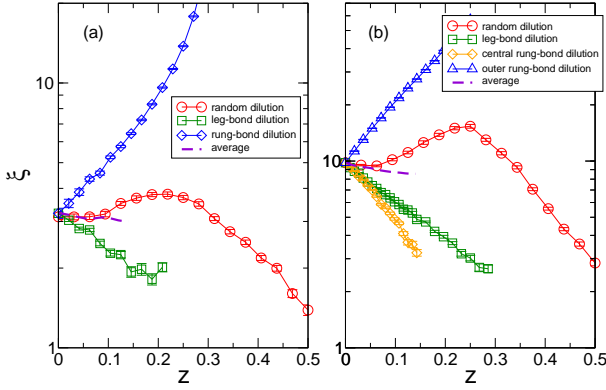 (a)
10
random dilution
leg-bond dilution
rung-bond dilution
average
ξ
1
0 0.1 0.2 0.3 0.4 0.5
z
(b)
random dilution
leg-bond dilution
central rung-bond dilution
outer rung-bond dilution
average
10
1
0 0.1 0.2 0.3 0.4 0.5
z